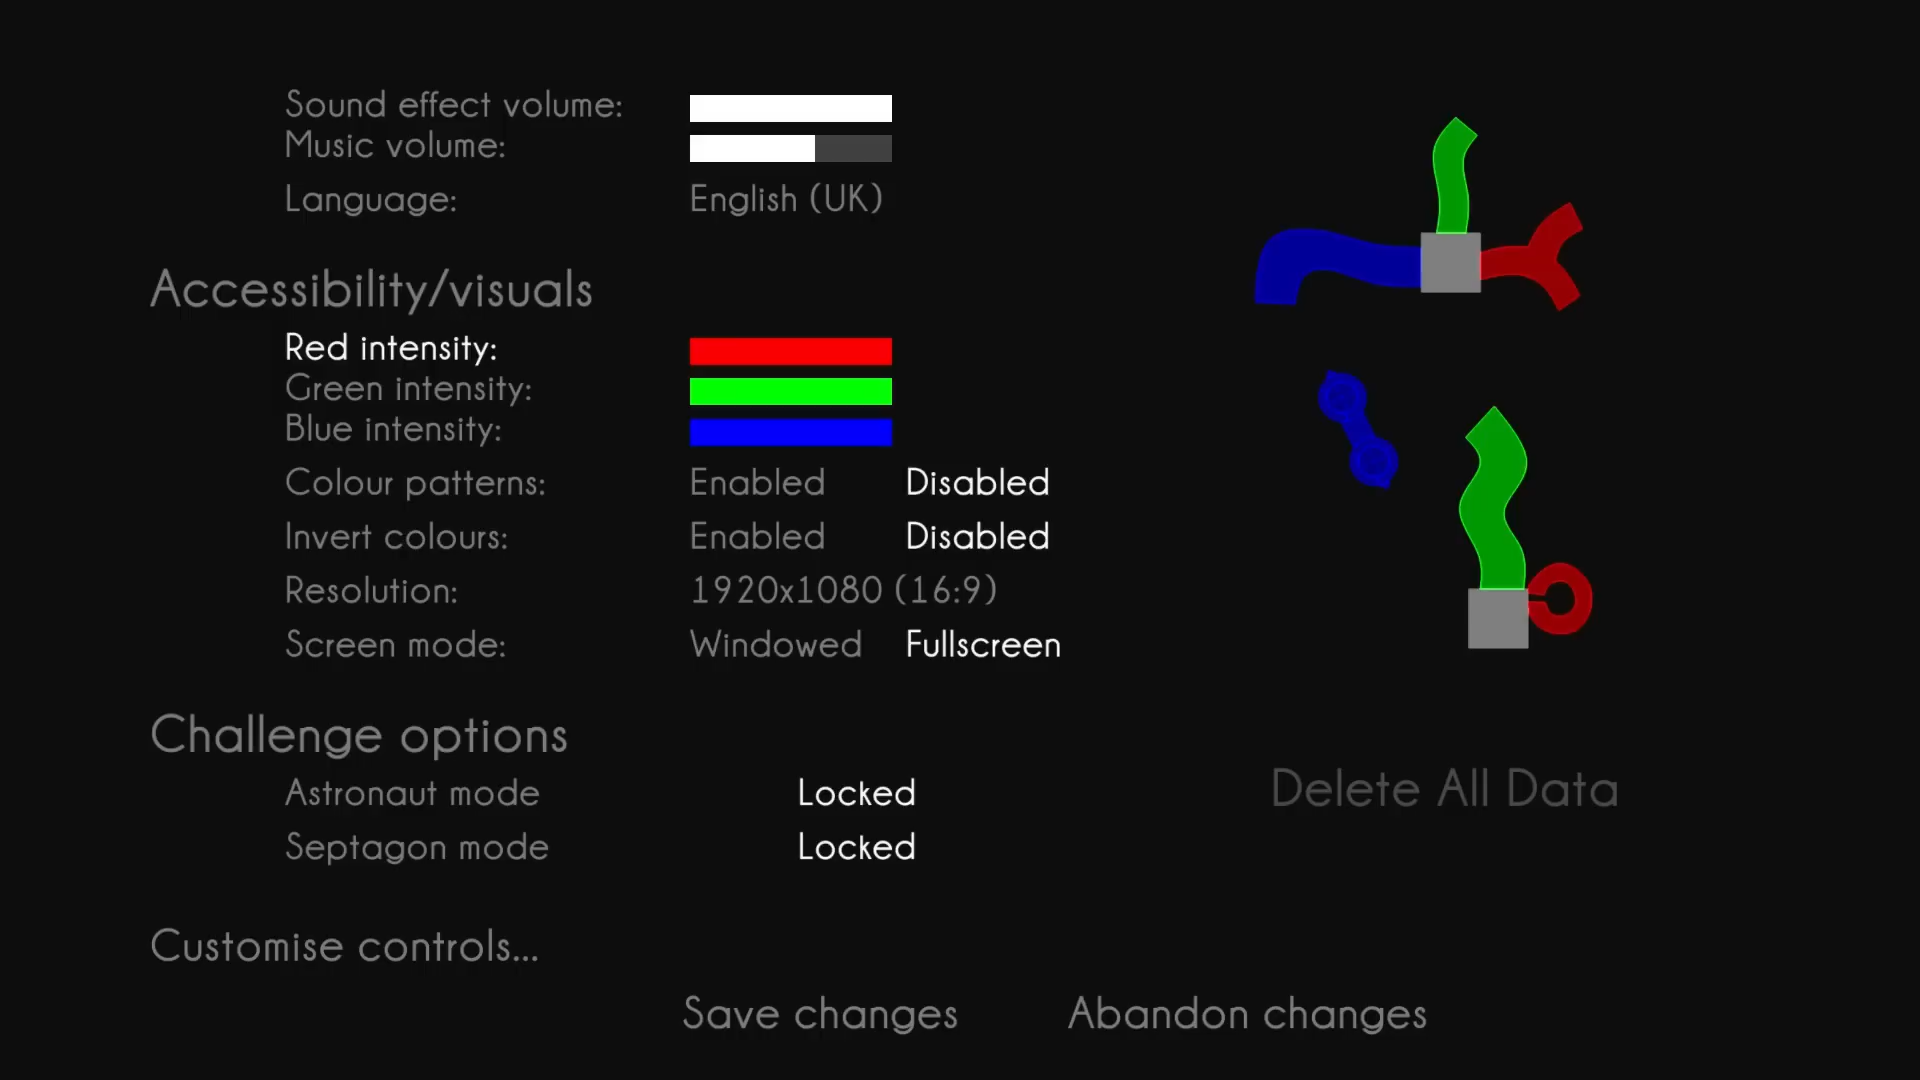 Sound effect volume:
Music volume:
Language: English (UK)
Accessibility/visuals
Red intensity:
Green intensity:
Blue intensity:
Colour patterns: Enabled Disabled
Invert colours: Enabled Disabled
Resolution: 1920x1080 (16:9)
Screen mode: Windowed Fullscreen
Challenge options
Astronaut mode Locked
Delete All Data
Septagon mode Locked
Customise controls...
Save changes Abandon changes